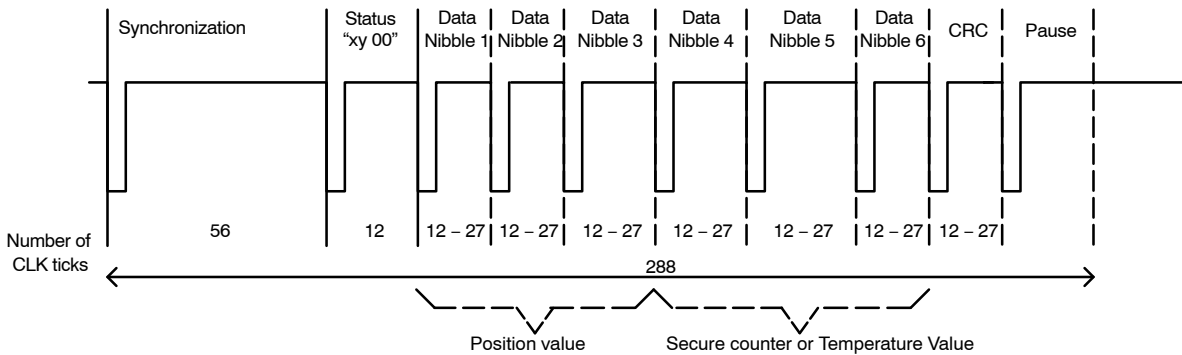 Synchronization
Status
“xy 00”
Data
Nibble 1
Data
Nibble 2
Data
Nibble 3
Data
Nibble 4
Data
Nibble 5
Data
Nibble 6
CRC
Pause
Number of
CLK ticks
56
12
12 – 27
12 – 27
12 – 27
12 – 27
12 – 27
12 – 27
12 – 27
288
Position value
Secure counter or Temperature Value